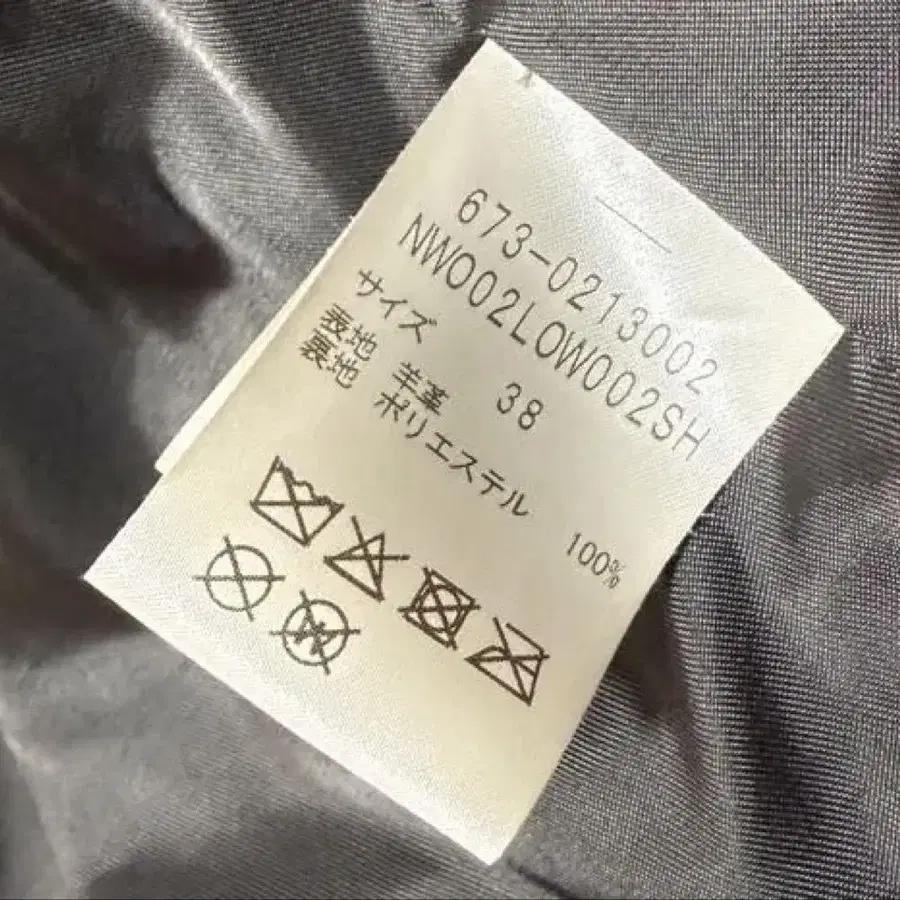 673-0213002
NW002LOW002SH
サイズ 38
表地 羊革
裏地 ポリエステル 100%
W